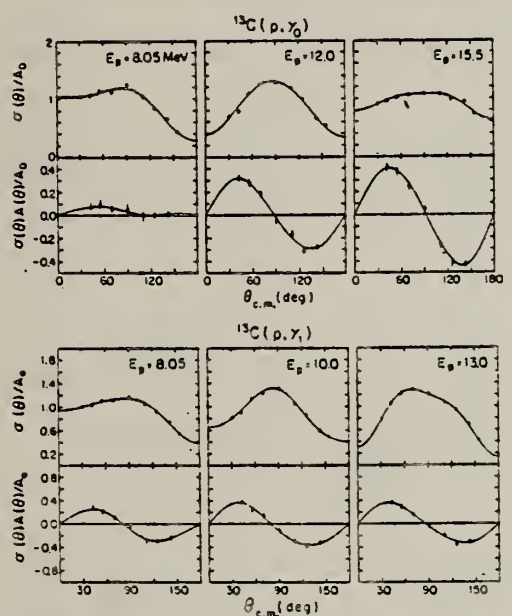 ¹³C(p,γ₀)
σ(θ)/A₀
2
1
0
E_p = 8.05 MeV
E_p = 12.0
E_p = 15.5
σ(θ)A(θ)/A₀
0.4
0.2
0.0
-0.2
-0.4
0 60 120 0 60 120 0 60 120 180
θ_c.m. (deg)
¹³C(p,γ₁)
σ(θ)/A₀
1.8
1.4
1.0
0.6
0.2
E_p = 8.05
E_p = 10.0
E_p = 13.0
σ(θ)A(θ)/A₀
0.8
0.4
0.0
-0.4
-0.8
30 90 150 30 90 150 30 90 150
θ_c.m. (deg)